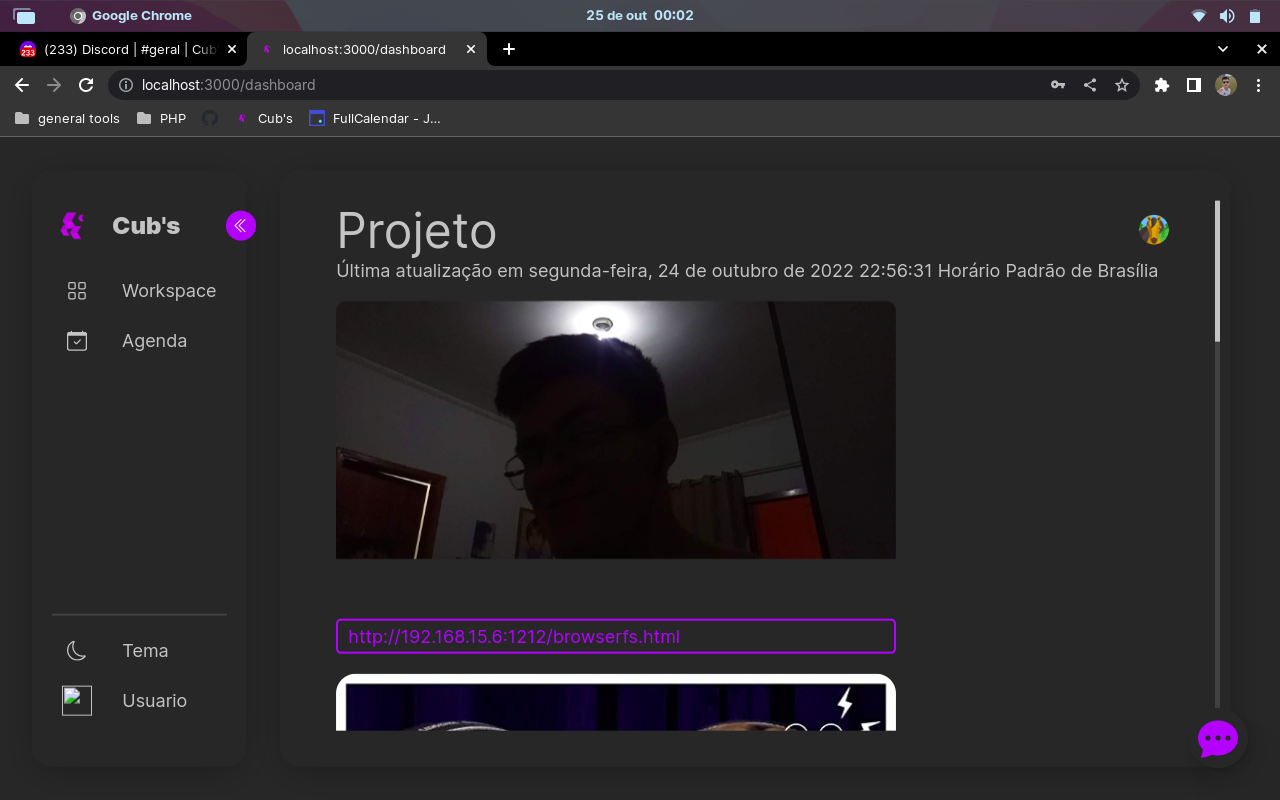 Google Chrome
25 de out 00:02
(233) Discord | #geral | Cub'
localhost:3000/dashboard
localhost:3000/dashboard
general tools
PHP
Cub's
FullCalendar - J...
Cub's
Workspace
Agenda
Tema
Usuario
Projeto
Última atualização em segunda-feira, 24 de outubro de 2022 22:56:31 Horário Padrão de Brasília
http://192.168.15.6:1212/browserfs.html